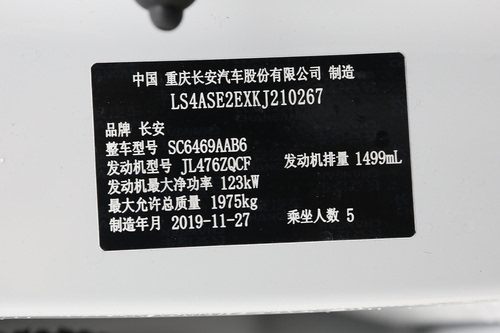 中国 重庆长安汽车股份有限公司 制造
LS4ASE2EXKJ210267
品牌 长安
整车型号 SC6469AAB6
发动机型号 JL476ZQCF 发动机排量 1499mL
发动机最大净功率 123kW
最大允许总质量 1975kg
制造年月 2019-11-27 乘坐人数 5